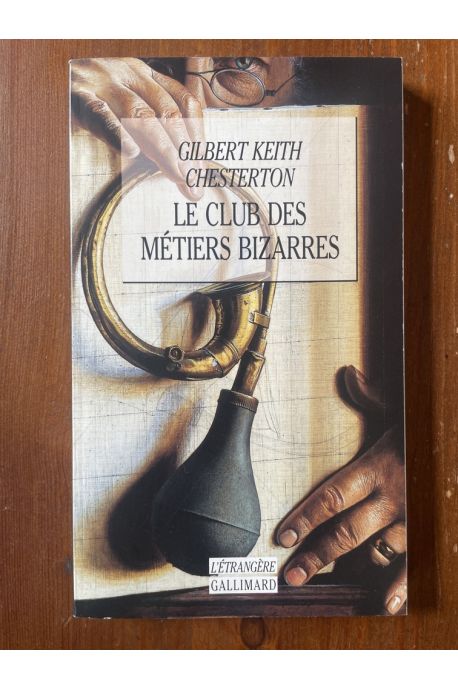 GILBERT KEITH
CHESTERTON
LE CLUB DES
MÉTIERS BIZARRES
L'ÉTRANGÈRE
GALLIMARD